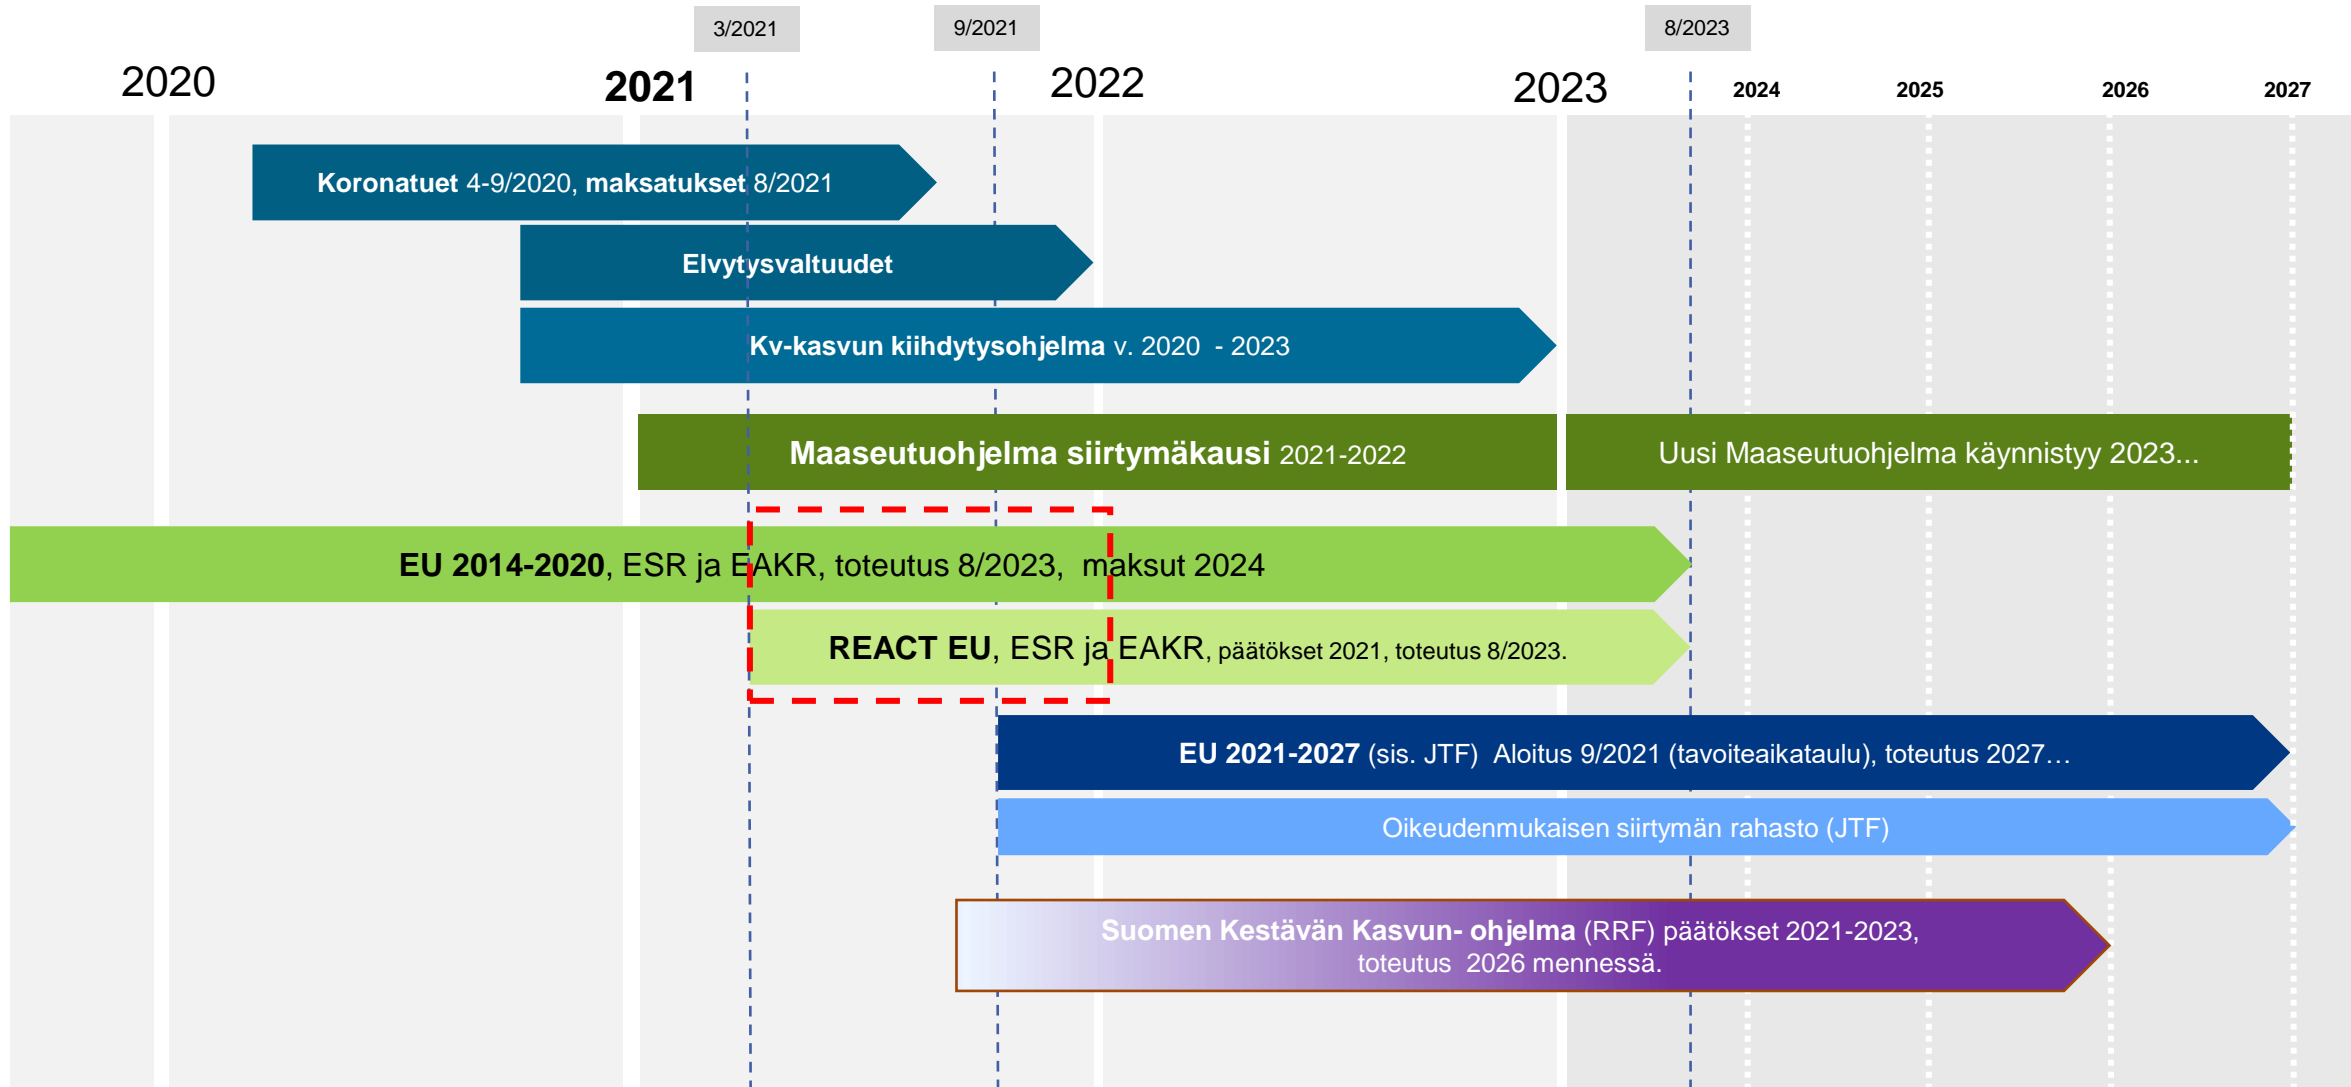 3/2021
9/2021
8/2023
2020
2021
2022
2023
2024
2025
2026
2027
Koronatuet 4-9/2020, maksatukset 8/2021
Elvytysvaltuudet
Kv-kasvun kiihdytysohjelma v. 2020 - 2023
Maaseutuohjelma siirtymäkausi 2021-2022
Uusi Maaseutuohjelma käynnistyy 2023...
EU 2014-2020, ESR ja EAKR, toteutus 8/2023, maksut 2024
REACT EU, ESR ja EAKR, päätökset 2021, toteutus 8/2023.
EU 2021-2027 (sis. JTF) Aloitus 9/2021 (tavoiteaikataulu), toteutus 2027…
Oikeudenmukaisen siirtymän rahasto (JTF)
Suomen Kestävän Kasvun- ohjelma (RRF) päätökset 2021-2023,
toteutus 2026 mennessä.